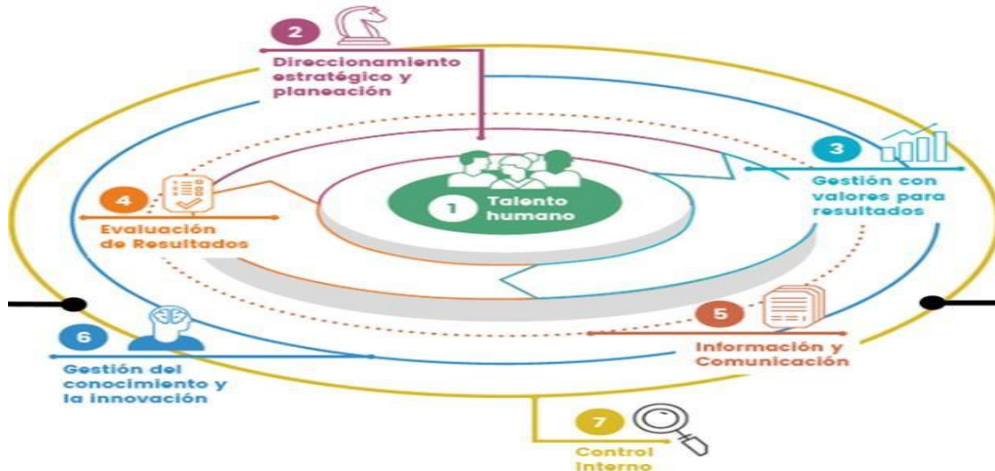 2
Direccionamiento
estratégico y
planeación
3
Gestión con
valores para
resultados
1
Talento
humano
4
Evaluación
de Resultados
5
Información y
Comunicación
6
Gestión del
conocimiento y
la innovación
7
Control
Interno